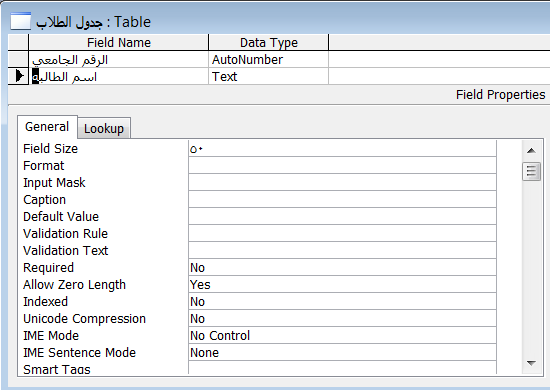 جدول الطلاب : Table
Field Name Data Type
الرقم الجامعي AutoNumber
اسم الطالبة Text
Field Properties
General Lookup
Field Size ٥٠
Format
Input Mask
Caption
Default Value
Validation Rule
Validation Text
Required No
Allow Zero Length Yes
Indexed No
Unicode Compression No
IME Mode No Control
IME Sentence Mode None
Smart Tags